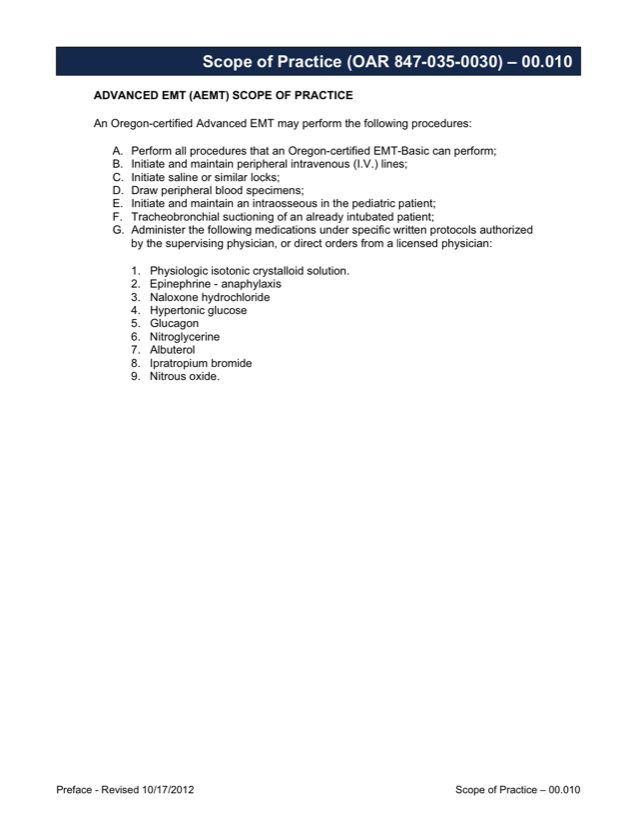 Scope of Practice (OAR 847-035-0030) – 00.010
ADVANCED EMT (AEMT) SCOPE OF PRACTICE
An Oregon-certified Advanced EMT may perform the following procedures:
A. Perform all procedures that an Oregon-certified EMT-Basic can perform;
B. Initiate and maintain peripheral intravenous (I.V.) lines;
C. Initiate saline or similar locks;
D. Draw peripheral blood specimens;
E. Initiate and maintain an intraosseous in the pediatric patient;
F. Tracheobronchial suctioning of an already intubated patient;
G. Administer the following medications under specific written protocols authorized
by the supervising physician, or direct orders from a licensed physician:
1. Physiologic isotonic crystalloid solution.
2. Epinephrine - anaphylaxis
3. Naloxone hydrochloride
4. Hypertonic glucose
5. Glucagon
6. Nitroglycerine
7. Albuterol
8. Ipratropium bromide
9. Nitrous oxide.
Preface - Revised 10/17/2012
Scope of Practice – 00.010